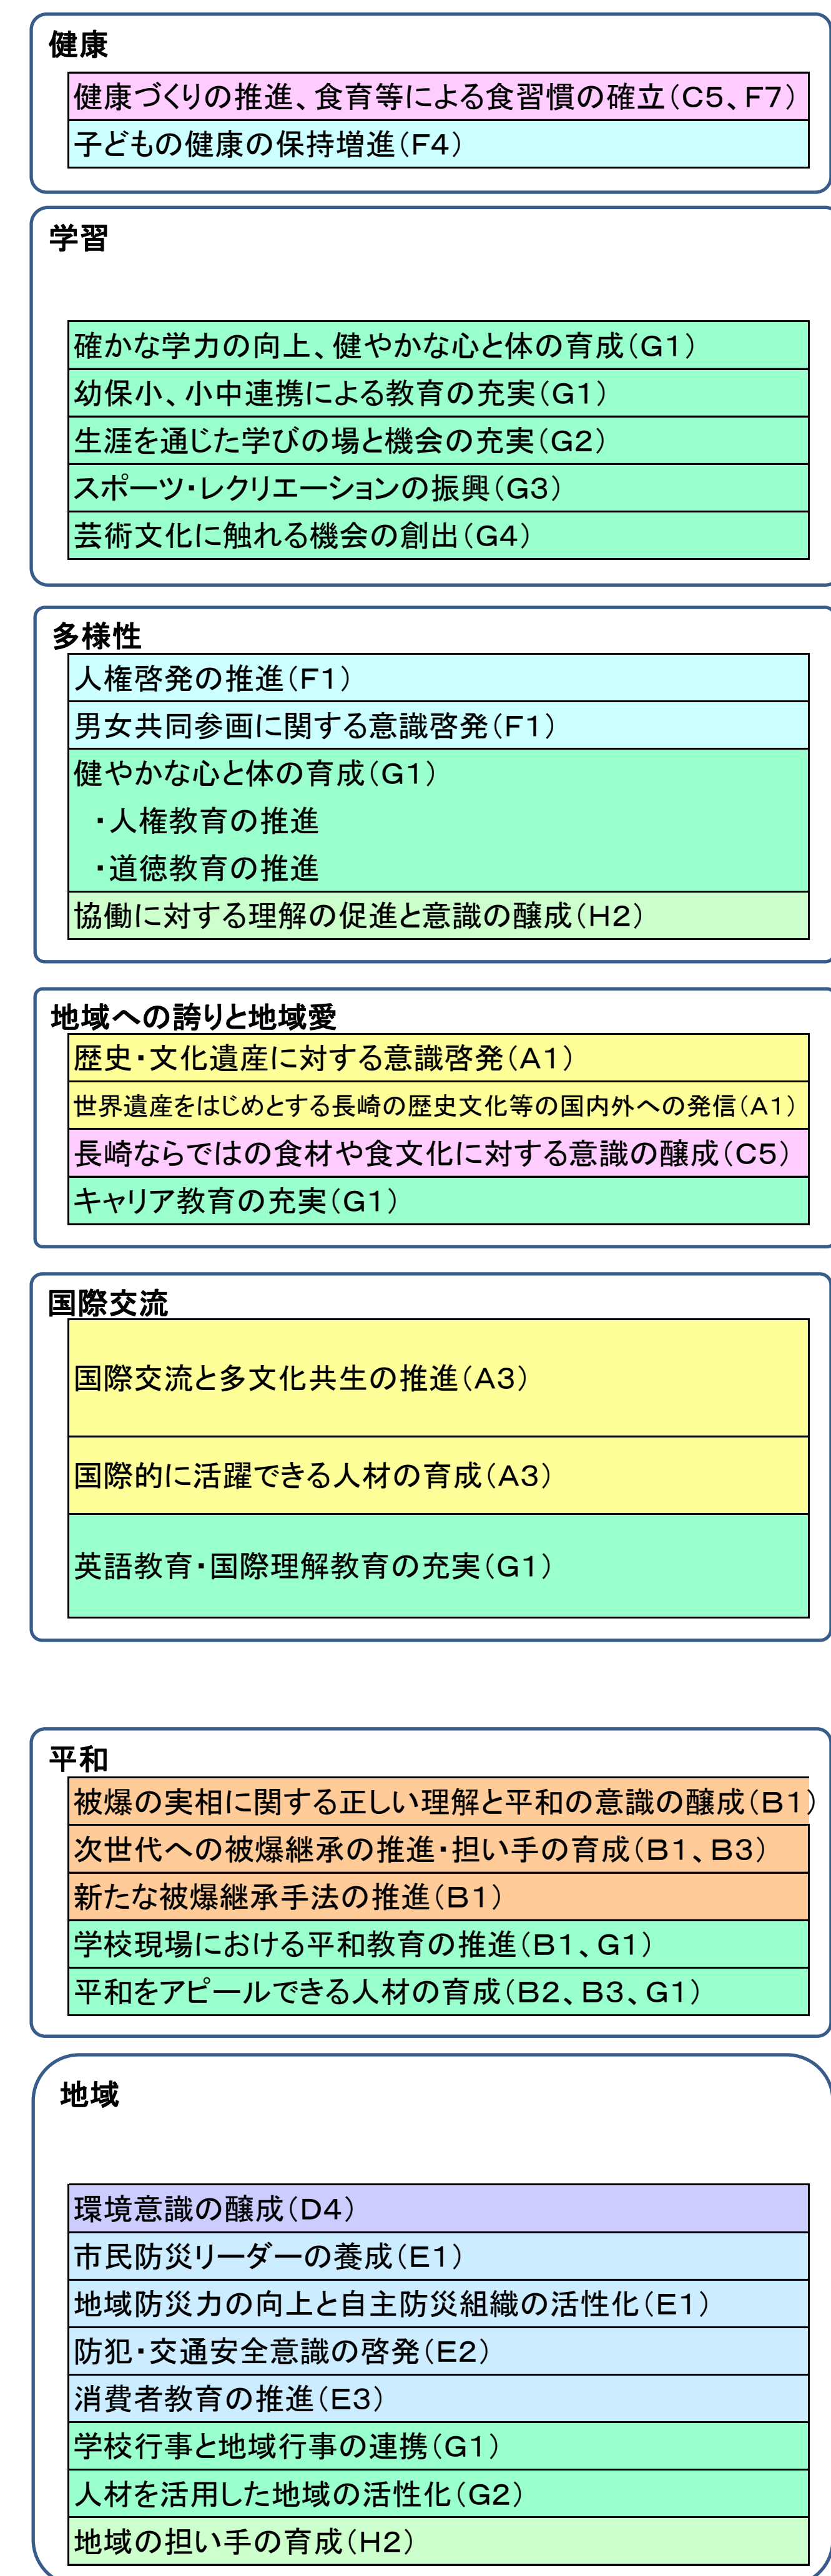 健康
健康づくりの推進、食育等による食習慣の確立（C5、F7）
子どもの健康の保持増進（F4）
学習
確かな学力の向上、健やかな心と体の育成（G1）
幼保小、小中連携による教育の充実（G1）
生涯を通じた学びの場と機会の充実（G2）
スポーツ・レクリエーションの振興（G3）
芸術文化に触れる機会の創出（G4）
多様性
人権啓発の推進（F1）
男女共同参画に関する意識啓発（F1）
健やかな心と体の育成（G1）
・人権教育の推進
・道徳教育の推進
協働に対する理解の促進と意識の醸成（H2）
地域への誇りと地域愛
歴史・文化遺産に対する意識啓発（A1）
世界遺産をはじめとする長崎の歴史文化等の国内外への発信（A1）
長崎ならではの食材や食文化に対する意識の醸成（C5）
キャリア教育の充実（G1）
国際交流
国際交流と多文化共生の推進（A3）
国際的に活躍できる人材の育成（A3）
英語教育・国際理解教育の充実（G1）
平和
被爆の実相に関する正しい理解と平和の意識の醸成（B1）
次世代への被爆継承の推進・担い手の育成（B1、B3）
新たな被爆継承手法の推進（B1）
学校現場における平和教育の推進（B1、G1）
平和をアピールできる人材の育成（B2、B3、G1）
地域
環境意識の醸成（D4）
市民防災リーダーの養成（E1）
地域防災力の向上と自主防災組織の活性化（E1）
防犯・交通安全意識の啓発（E2）
消費者教育の推進（E3）
学校行事と地域行事の連携（G1）
人材を活用した地域の活性化（G2）
地域の担い手の育成（H2）